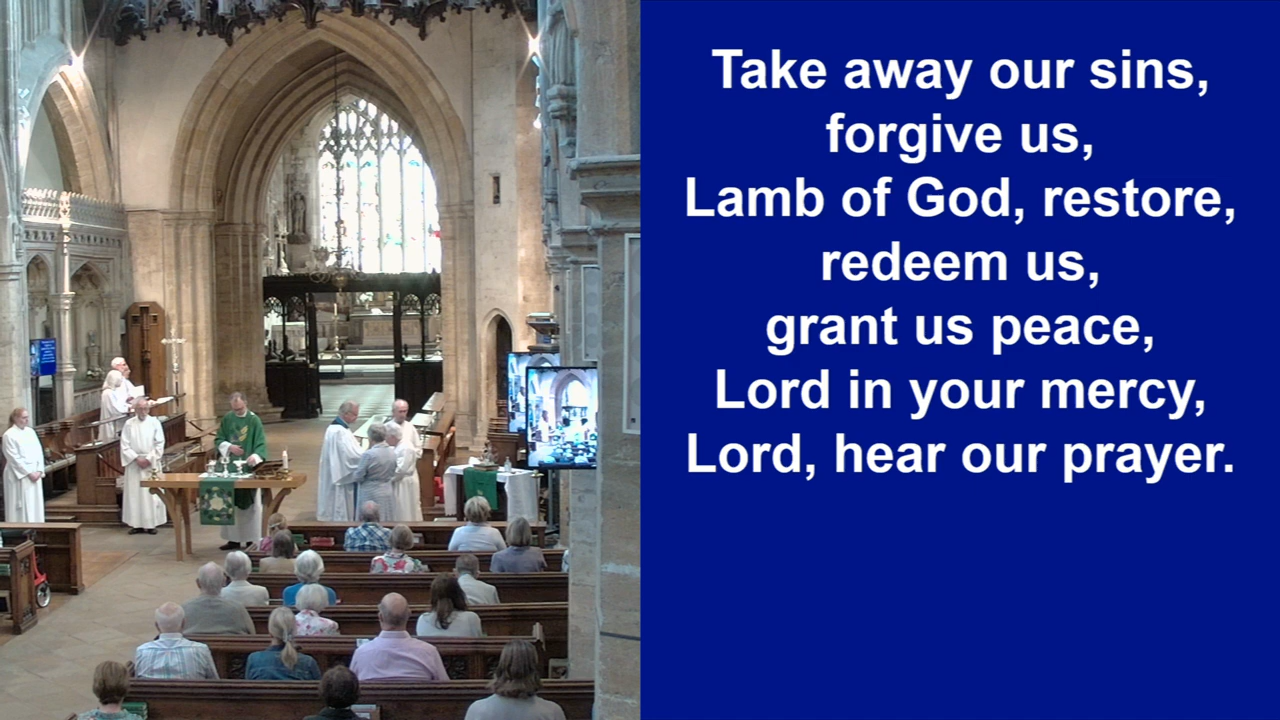 Take away our sins,
forgive us,
Lamb of God, restore,
redeem us,
grant us peace,
Lord in your mercy,
Lord, hear our prayer.